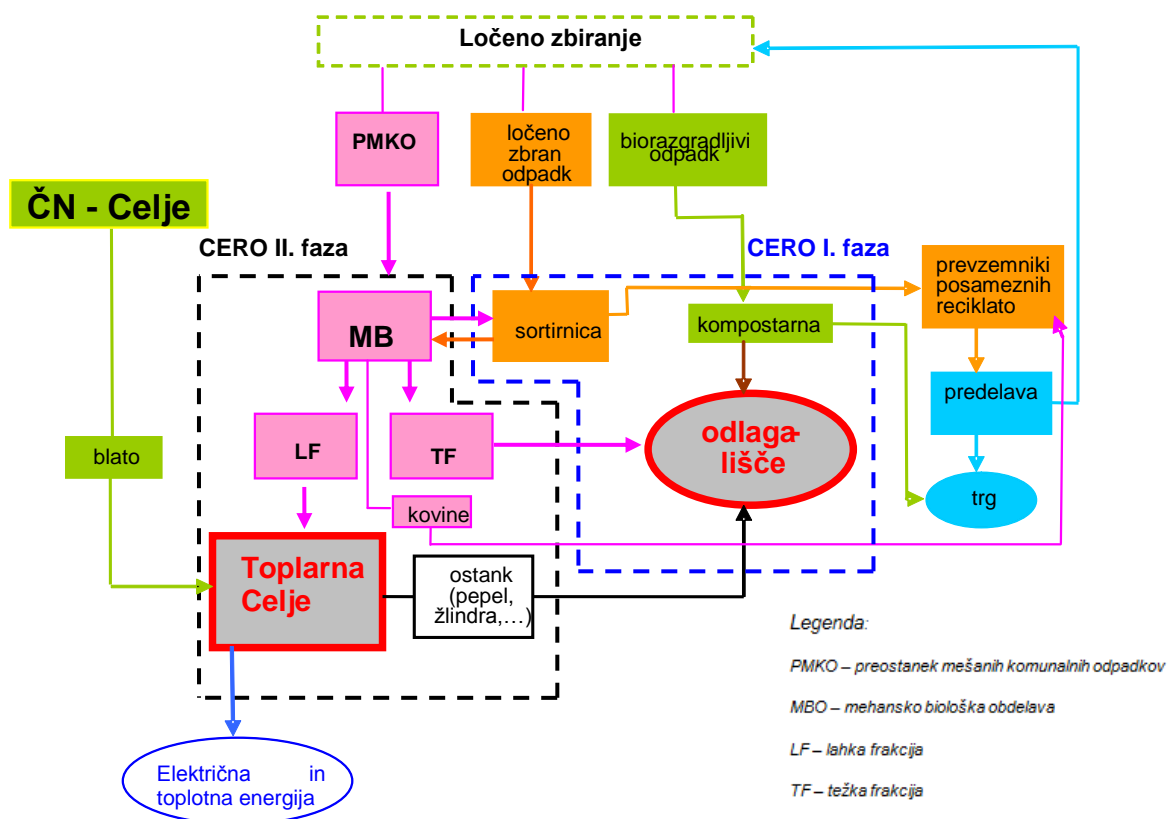 Ločeno zbiranje
PMKO
ločeno
zbran
odpadk
biorazgradljivi
odpadk
ČN - Celje
CERO II. faza
CERO I. faza
prevzemniki
posameznih
reciklato
MB
sortirnica
kompostarna
predelava
LF
TF
odlaga-
lišče
blato
trg
kovine
Toplarna
Celje
ostank
(pepel,
žlindra,…)
Legenda:
PMKO – preostanek mešanih komunalnih odpadkov
MBO – mehansko biološka obdelava
LF – lahka frakcija
TF – težka frakcija
Električna in
toplotna energija